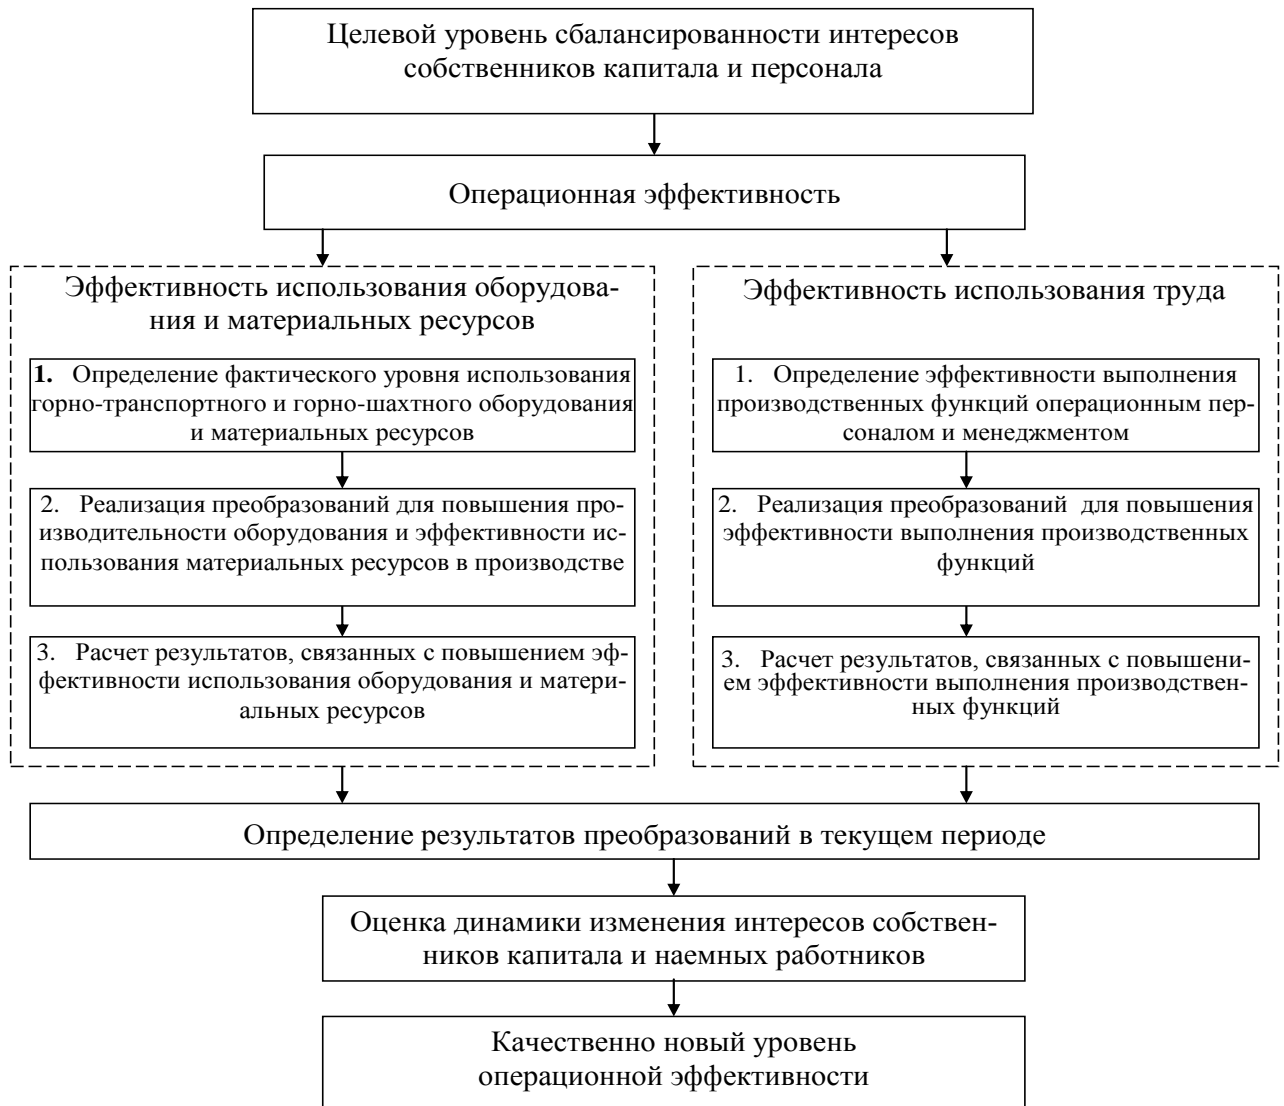 Целевой уровень сбалансированности интересов
собственников капитала и персонала
Операционная эффективность
Эффективность использования оборудова-
ния и материальных ресурсов
1. Определение фактического уровня использования
горно-транспортного и горно-шахтного оборудования
и материальных ресурсов
2. Реализация преобразований для повышения про-
изводительности оборудования и эффективности ис-
пользования материальных ресурсов в производстве
3. Расчет результатов, связанных с повышением эф-
фективности использования оборудования и матери-
альных ресурсов
Эффективность использования труда
1. Определение эффективности выполнения
производственных функций операционным пер-
соналом и менеджментом
2. Реализация преобразований для повышения
эффективности выполнения производственных
функций
3. Расчет результатов, связанных с повышени-
ем эффективности выполнения производствен-
ных функций
Определение результатов преобразований в текущем периоде
Оценка динамики изменения интересов собствен-
ников капитала и наемных работников
Качественно новый уровень
операционной эффективности